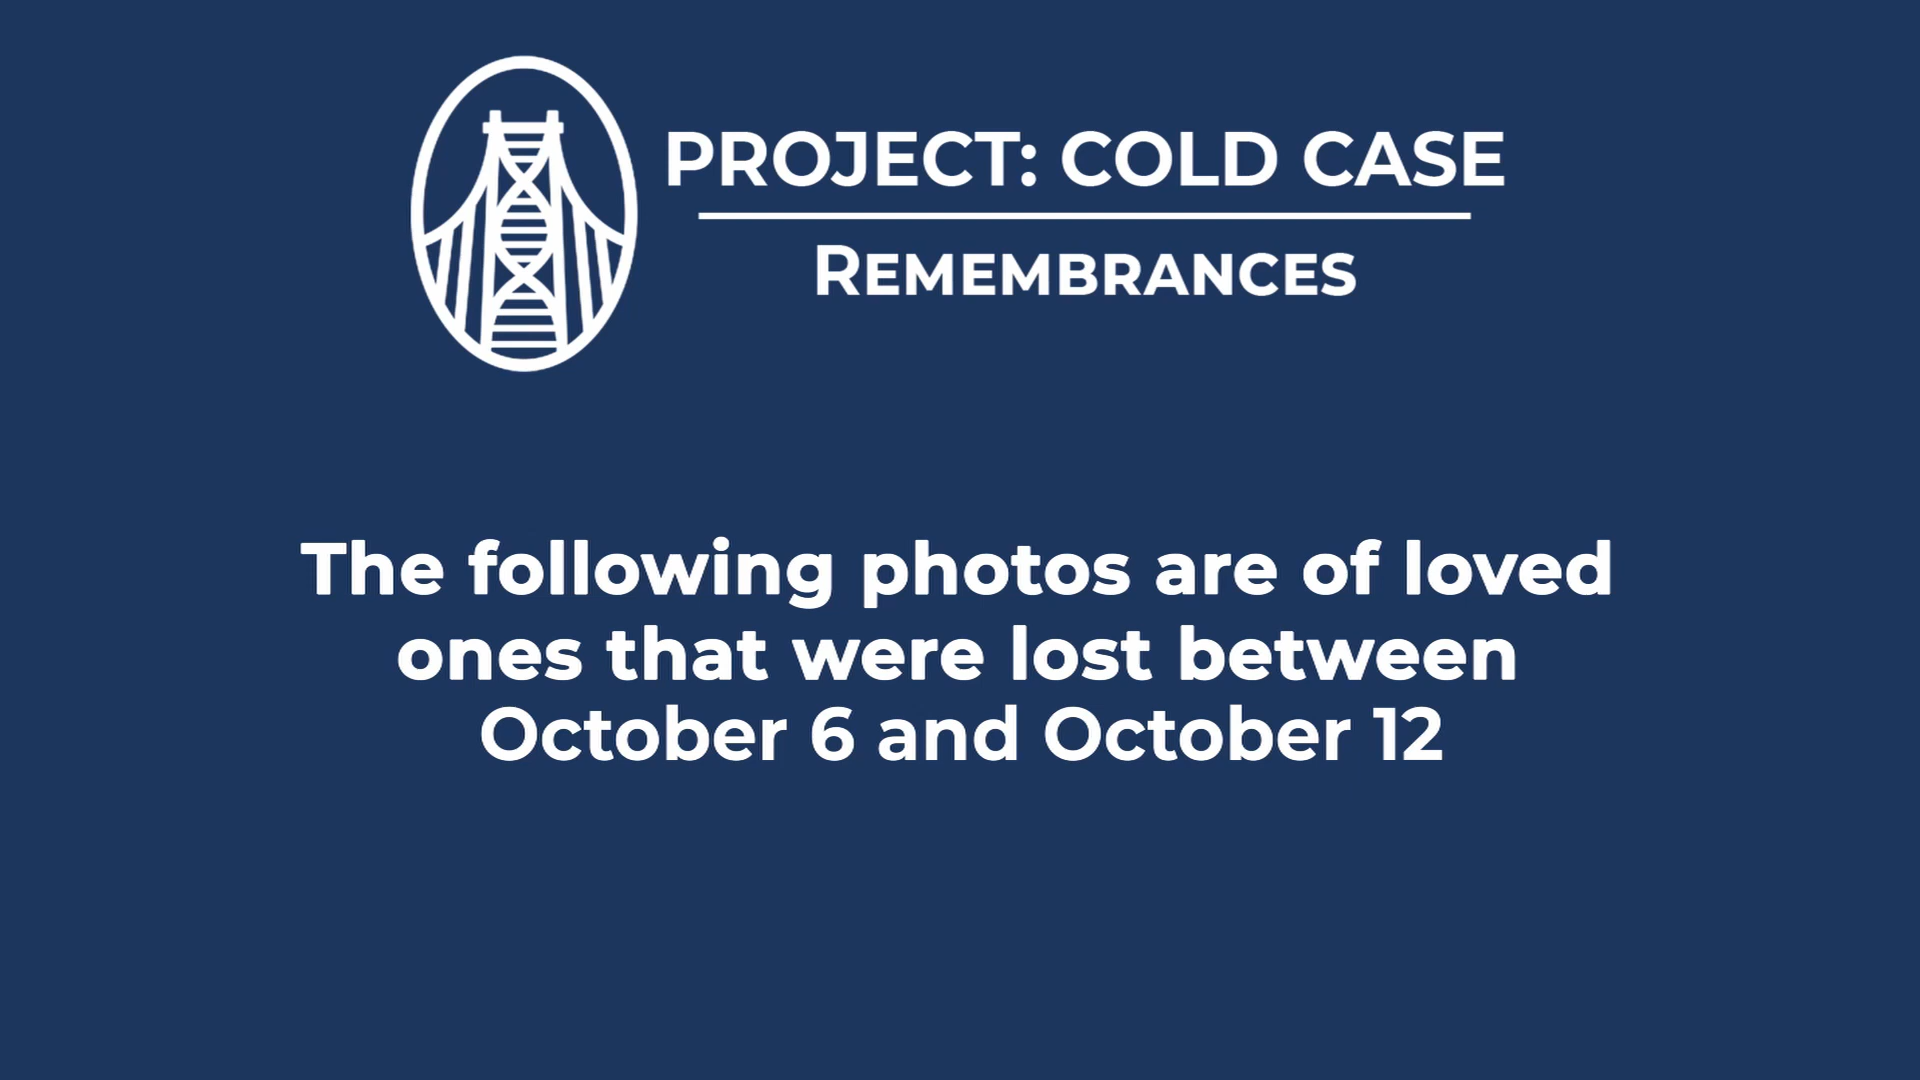 PROJECT: COLD CASE
REMEMBRANCES
The following photos are of loved
ones that were lost between
October 6 and October 12